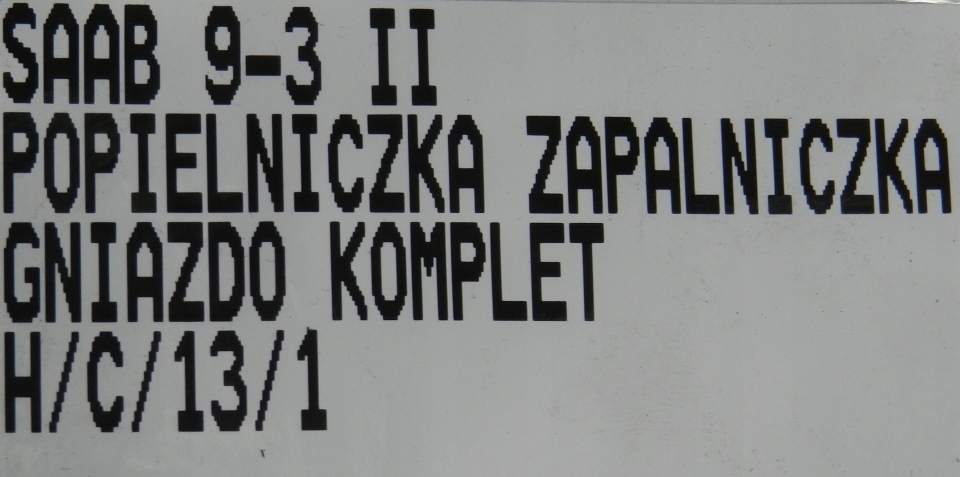 SAAB 9-3 II
POPIELNICZKA ZAPALNICZKA
GNIAZDO KOMPLET
H/C/13/1